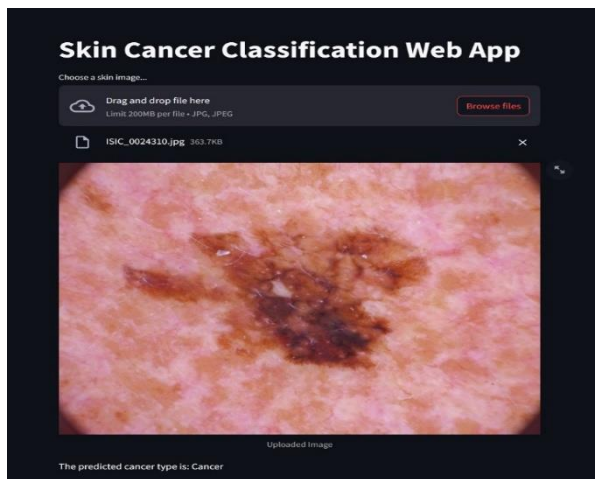 Skin Cancer Classification Web App
Choose a skin image...
Drag and drop file here
Limit 200MB per file • JPG, JPEG
Browse files
ISIC_0024310.jpg 363.7KB
Uploaded Image
The predicted cancer type is: Cancer